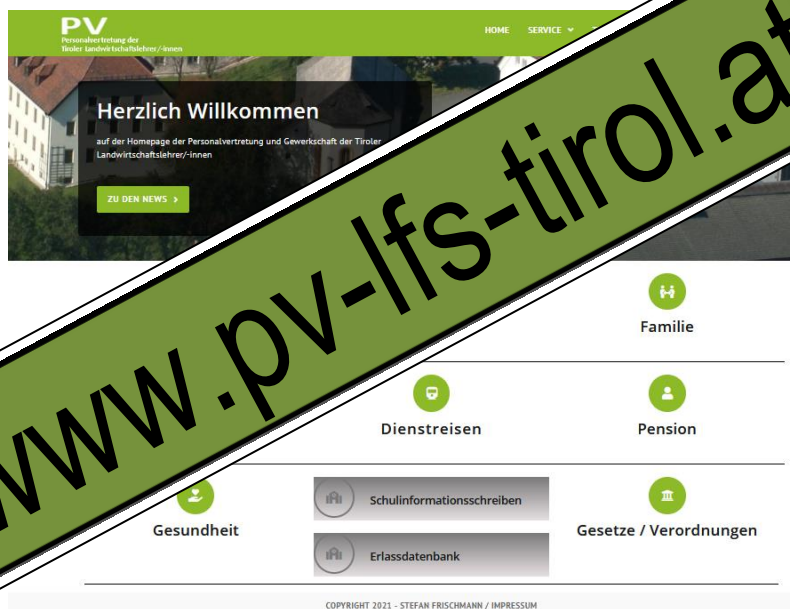 PV
Personalvertretung der
Tiroler Landwirtschaftslehrer/-innen
HOME SERVICE
Herzlich Willkommen
auf der Homepage der Personalvertretung und Gewerkschaft der Tiroler
Landwirtschaftslehrer/-innen
ZU DEN NEWS
www.pv-lfs-tirol.at
Familie
Dienstreisen
Pension
Gesundheit
Schulinformationsschreiben
Gesetze / Verordnungen
Erlassdatenbank
COPYRIGHT 2021 - STEFAN FRISCHMANN / IMPRESSUM